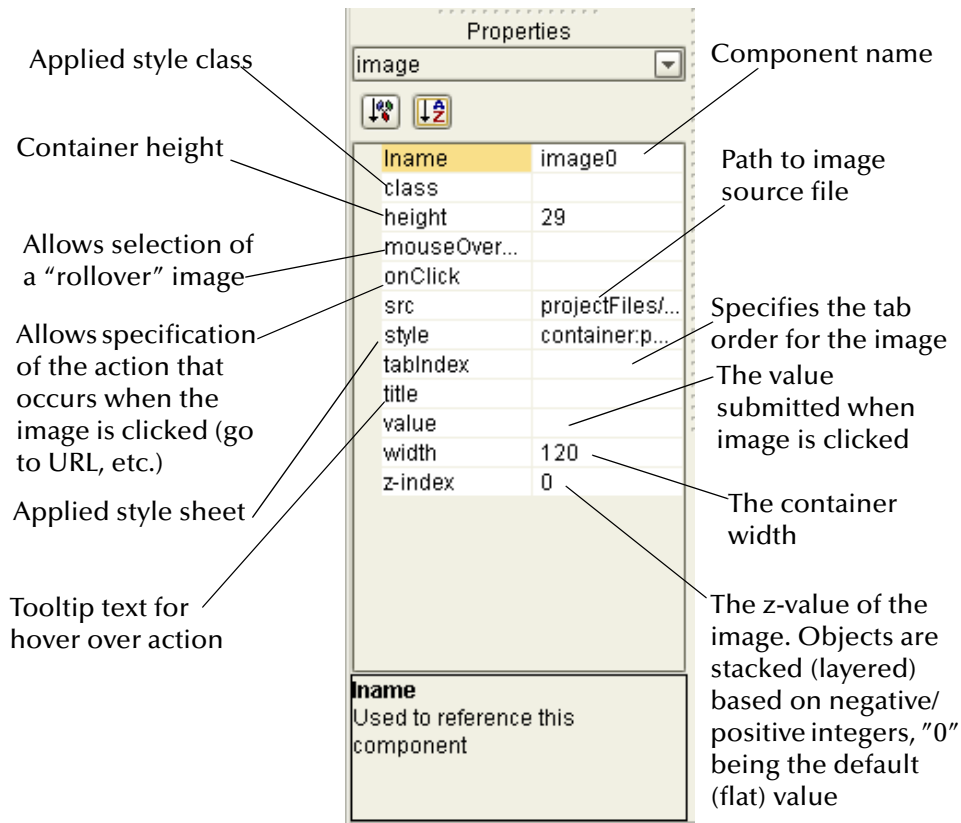 Properties
image
Iname image0
class
height 29
mouseOver...
onClick
src projectFiles/...
style container:p...
tabIndex
title
value
width 120
z-index 0
Iname
Used to reference this
component
Applied style class
Container height
Allows selection of
a “rollover” image
Allows specification
of the action that
occurs when the
image is clicked (go
to URL, etc.)
Applied style sheet
Tooltip text for
hover over action
Component name
Path to image
source file
Specifies the tab
order for the image
The value
submitted when
image is clicked
The container
width
The z-value of the
image. Objects are
stacked (layered)
based on negative/
positive integers, "0"
being the default
(flat) value